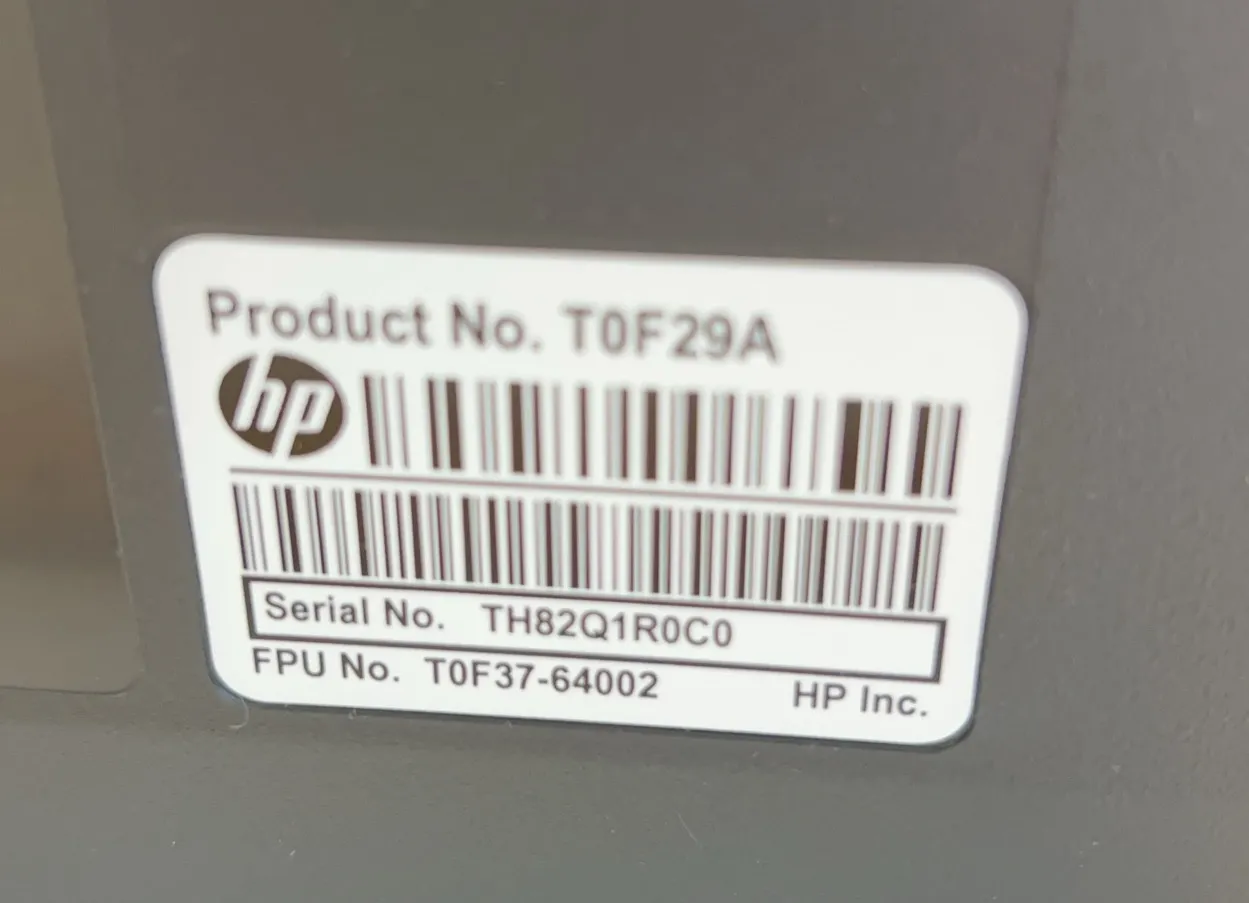 Product No. T0F29A
hp
Serial No. TH82Q1R0C0
FPU No. T0F37-64002
HP Inc.